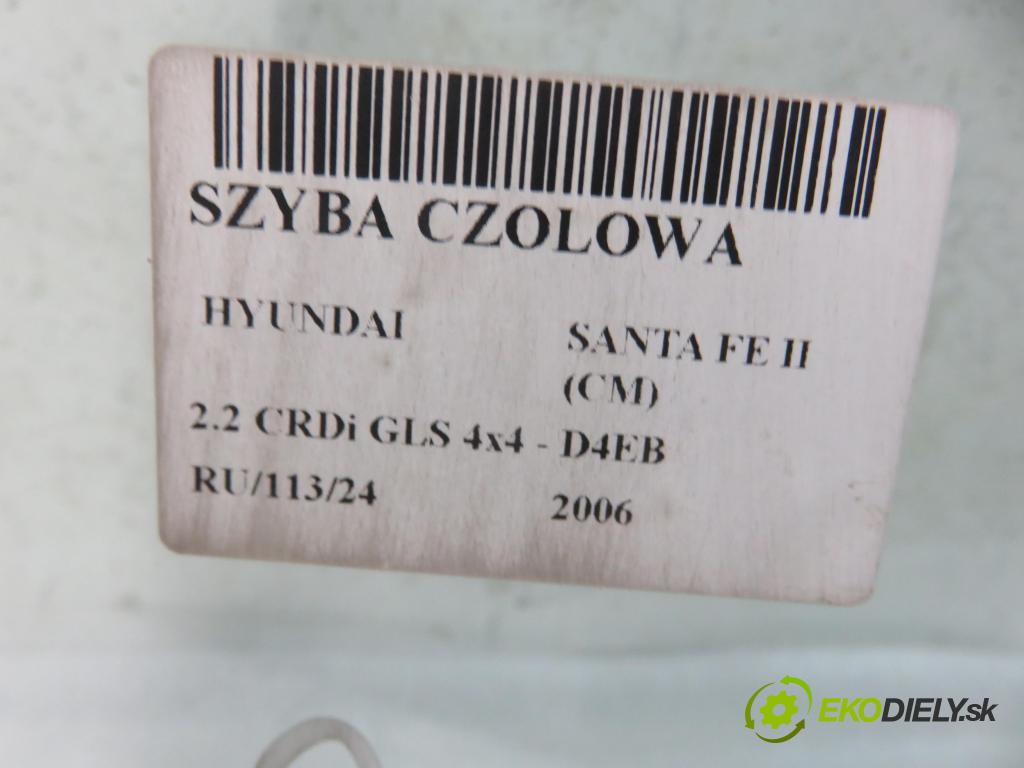 SZYBA CZOLOWA
HYUNDAI SANTA FE II
(CM)
2.2 CRDi GLS 4x4 - D4EB
RU/113/24 2006
EKODIELY.sk